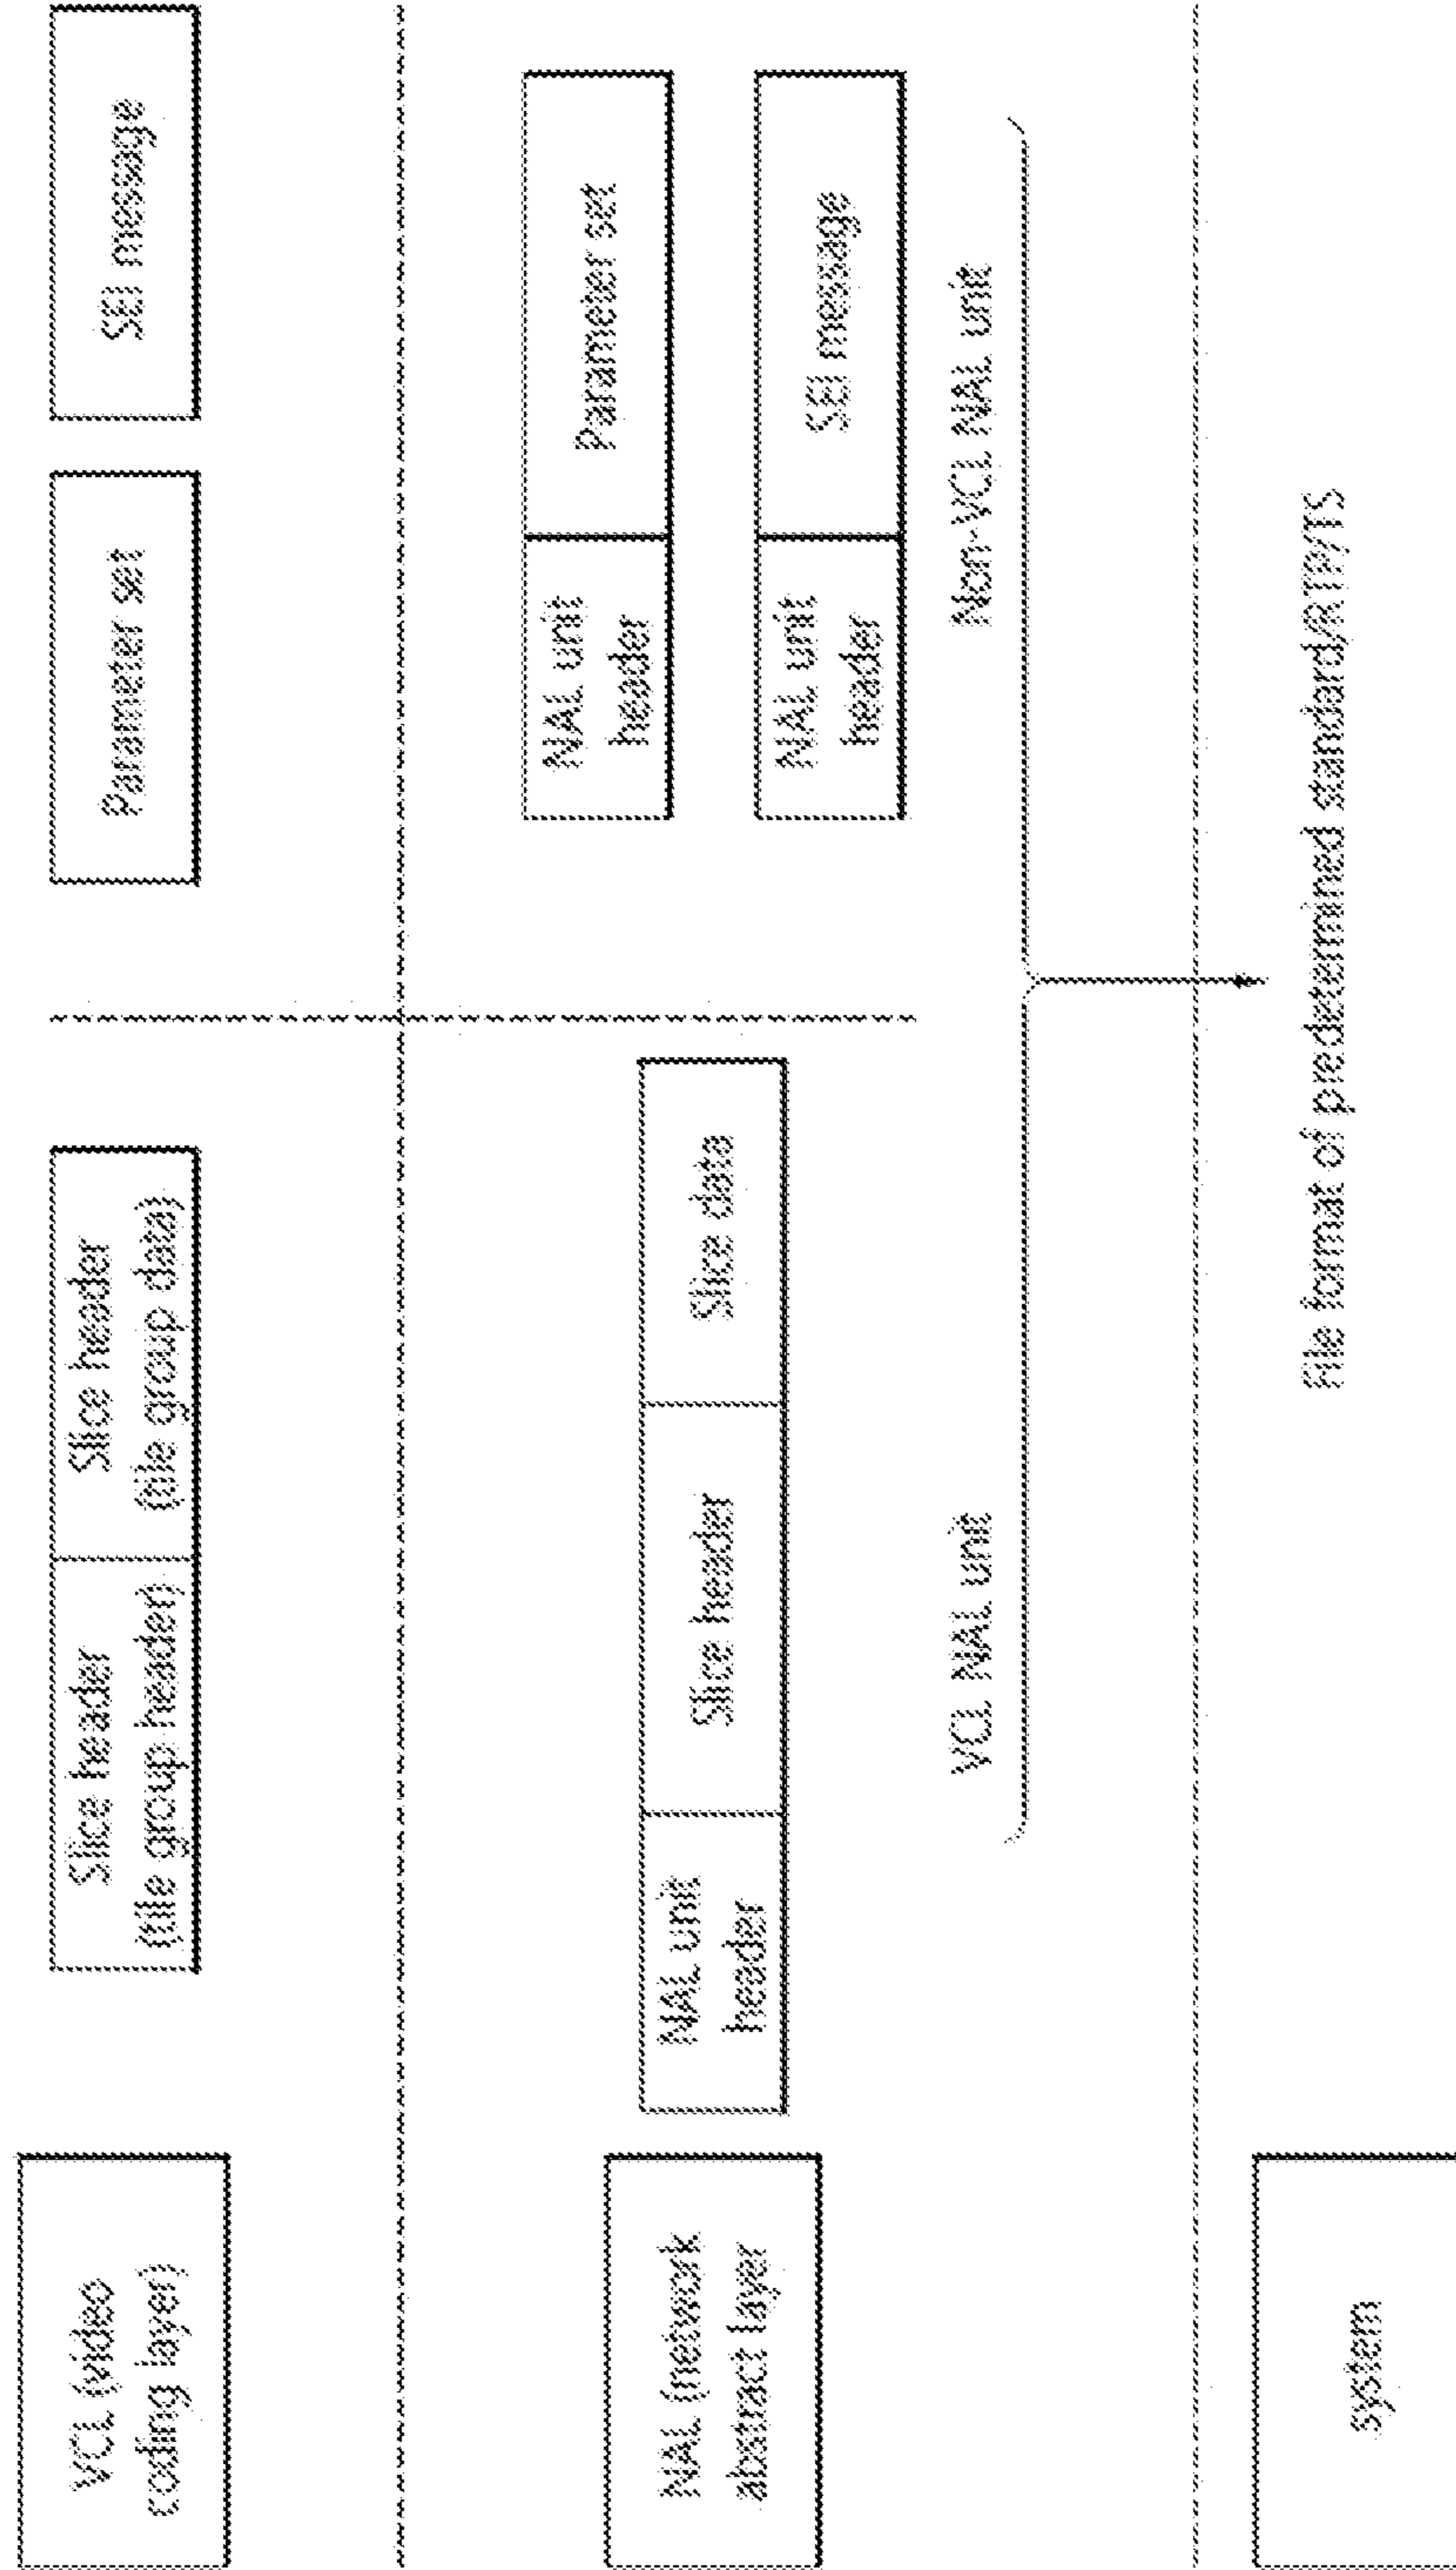 VCL (video
coding layer)
Slice header
(tile group header)
Slice header
(tile group data)
Parameter set
SEI message
NAL (network
abstract layer
NAL unit
header
Slice header
Slice data
NAL unit
header
Parameter set
NAL unit
header
SEI message
VCL NAL unit
Non-VCL NAL unit
system
File format of predetermined standard/RTP/TS